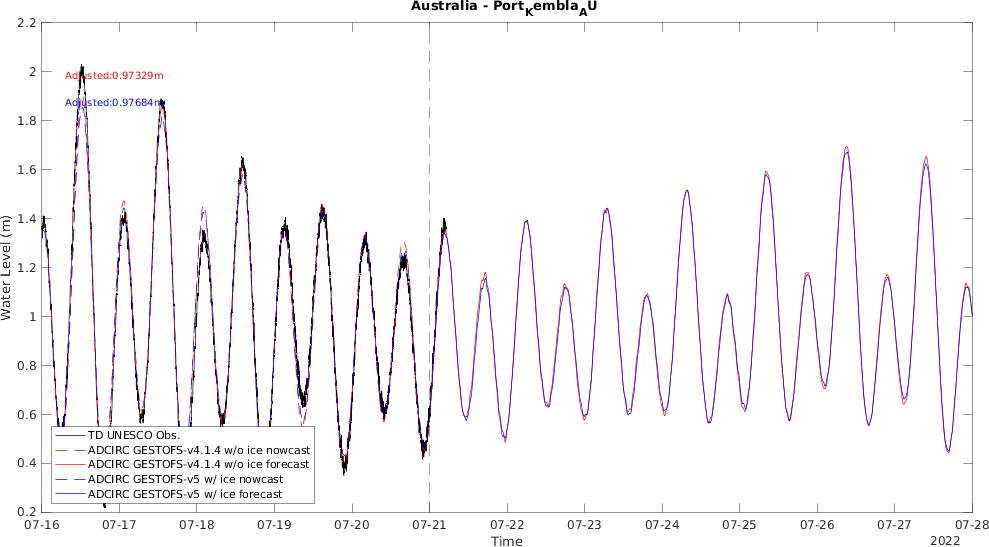 Australia - Port_Kembla_AU
2.2
2
1.8
1.6
1.4
1.2
1
0.8
0.6
0.4
0.2
Water Level (m)
Adjusted:0.97329m
Adjusted:0.97684m
TD UNESCO Obs.
ADCIRC GESTOFS-v4.1.4 w/o ice nowcast
ADCIRC GESTOFS-v4.1.4 w/o ice forecast
ADCIRC GESTOFS-v5 w/ ice nowcast
ADCIRC GESTOFS-v5 w/ ice forecast
07-16 07-17 07-18 07-19 07-20 07-21 07-22 07-23 07-24 07-25 07-26 07-27 07-28
Time
2022